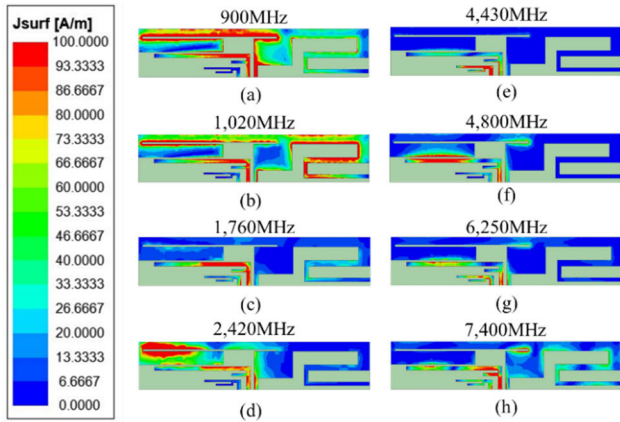 Jsurf [A/m]
100.0000
93.3333
86.6667
80.0000
73.3333
66.6667
60.0000
53.3333
46.6667
40.0000
33.3333
26.6667
20.0000
13.3333
6.6667
0.0000
900MHz
(a)
1,020MHz
(b)
1,760MHz
(c)
2,420MHz
(d)
4,430MHz
(e)
4,800MHz
(f)
6,250MHz
(g)
7,400MHz
(h)